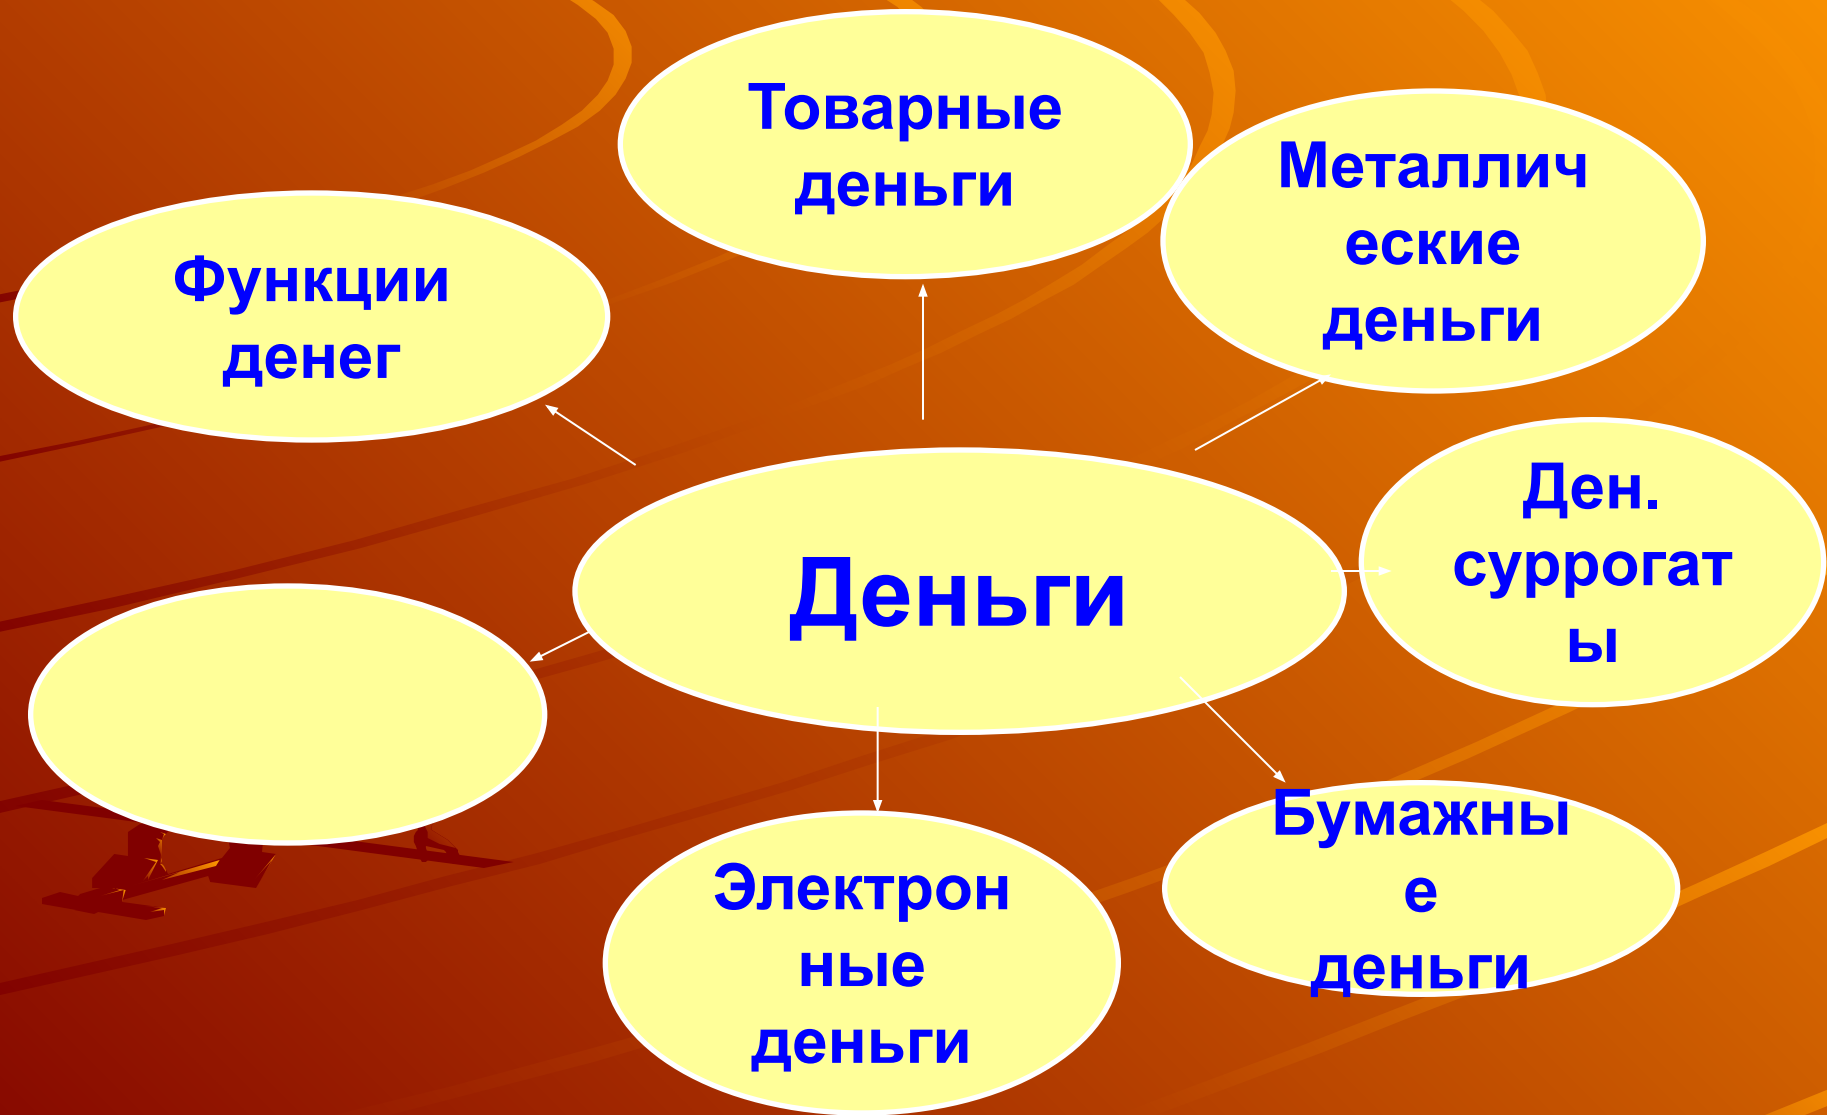 Товарные
деньги
Металлич
еские
деньги
Функции
денег
Ден.
суррогат
ы
Деньги
Бумажны
е
деньги
Электрон
ные
деньги